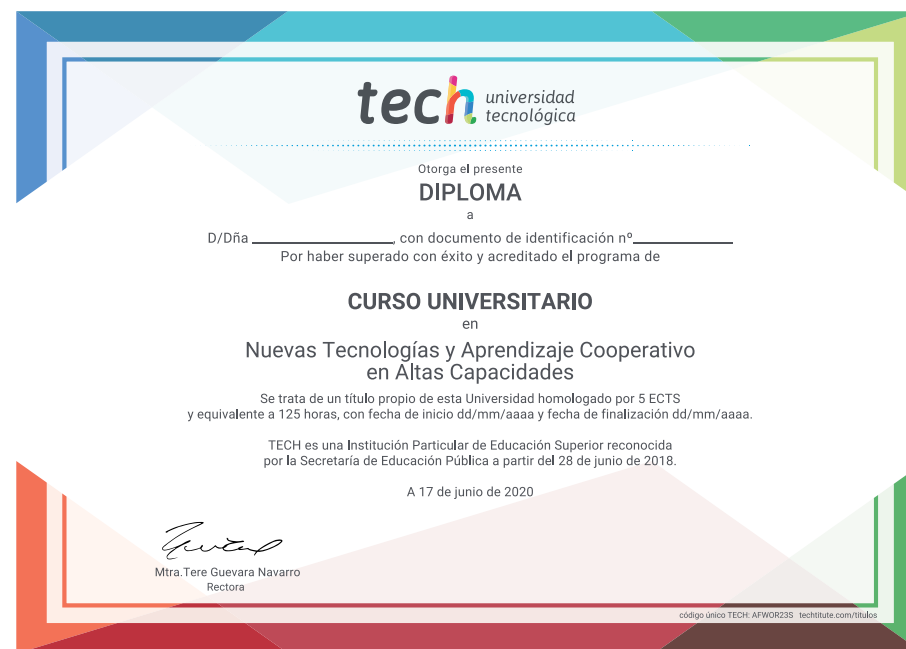 tech universidad
tecnológica
Otorga el presente
DIPLOMA
a
D/Dña ____________________, con documento de identificación nº______________
Por haber superado con éxito y acreditado el programa de
CURSO UNIVERSITARIO
en
Nuevas Tecnologías y Aprendizaje Cooperativo
en Altas Capacidades
Se trata de un título propio de esta Universidad homologado por 5 ECTS
y equivalente a 125 horas, con fecha de inicio dd/mm/aaaa y fecha de finalización dd/mm/aaaa.
TECH es una Institución Particular de Educación Superior reconocida
por la Secretaría de Educación Pública a partir del 28 de junio de 2018.
A 17 de junio de 2020
Mtra.Tere Guevara Navarro
Rectora
código único TECH: AFWOR23S techtitute.com/titulos